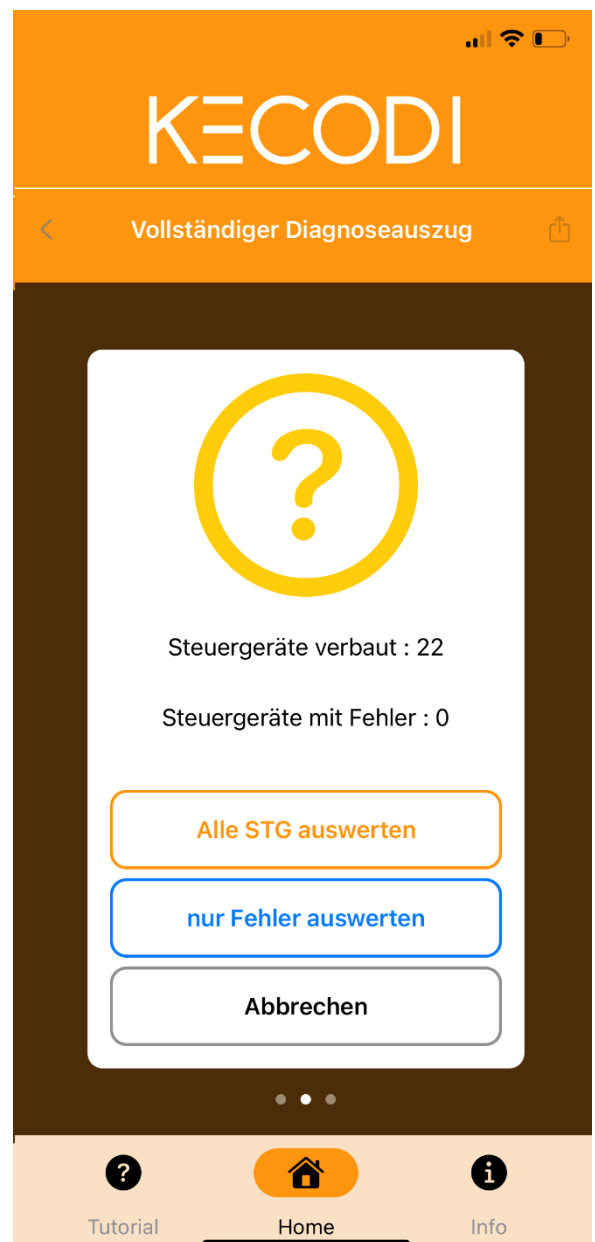 KECODI
Vollständiger Diagnoseauszug
?
Steuergeräte verbaut : 22
Steuergeräte mit Fehler : 0
Alle STG auswerten
nur Fehler auswerten
Abbrechen
Tutorial Home Info